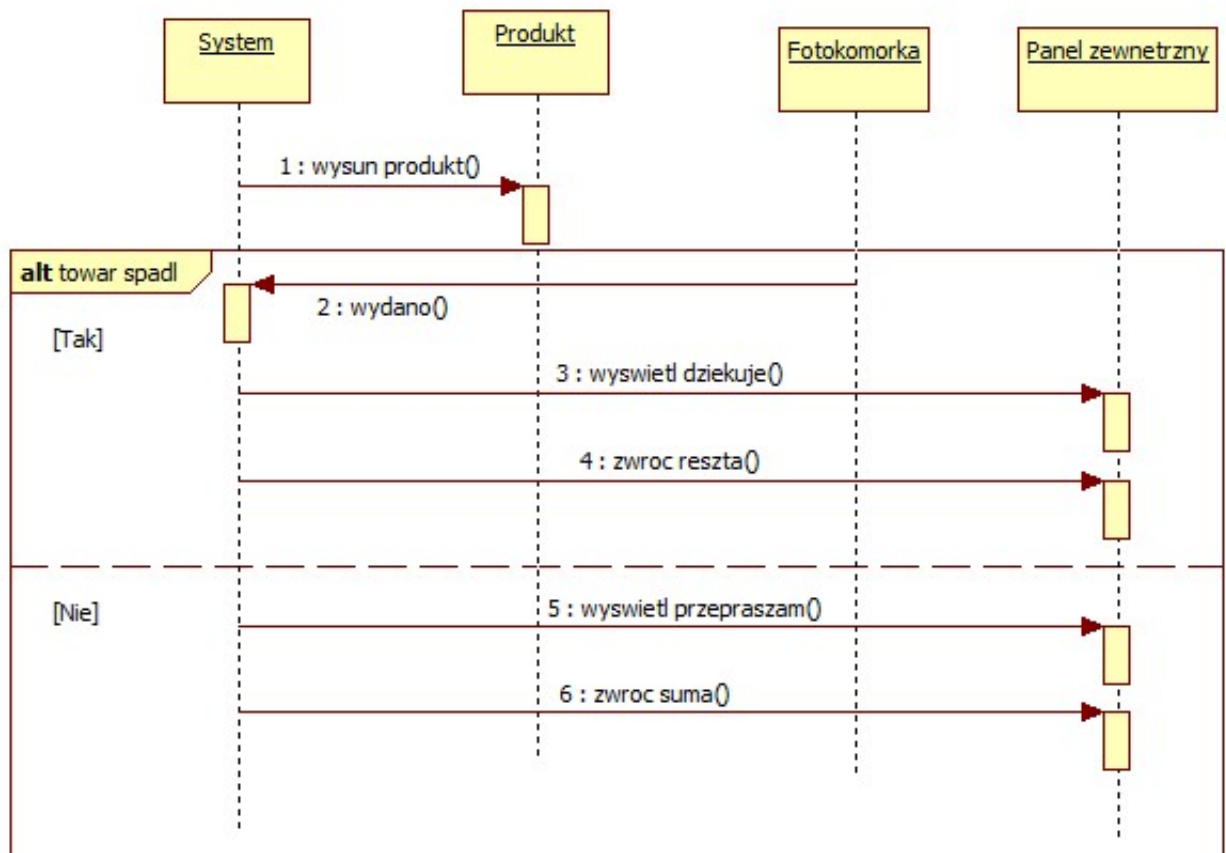 System
Produkt
Fotokomorka
Panel zewnetrzny
1 : wysun produkt()
alt towar spadl
2 : wydano()
[Tak]
3 : wyswietl dziekuje()
4 : zwroc reszta()
[Nie]
5 : wyswietl przepraszam()
6 : zwroc suma()